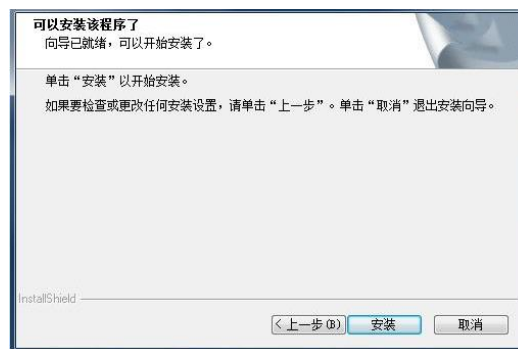 可以安装该程序了
向导已就绪，可以开始安装了。
单击“安装”以开始安装。
如果要检查或更改任何安装设置，请单击“上一步”。单击“取消”退出安装向导。
InstallShield
< 上一步(B) 安装 取消